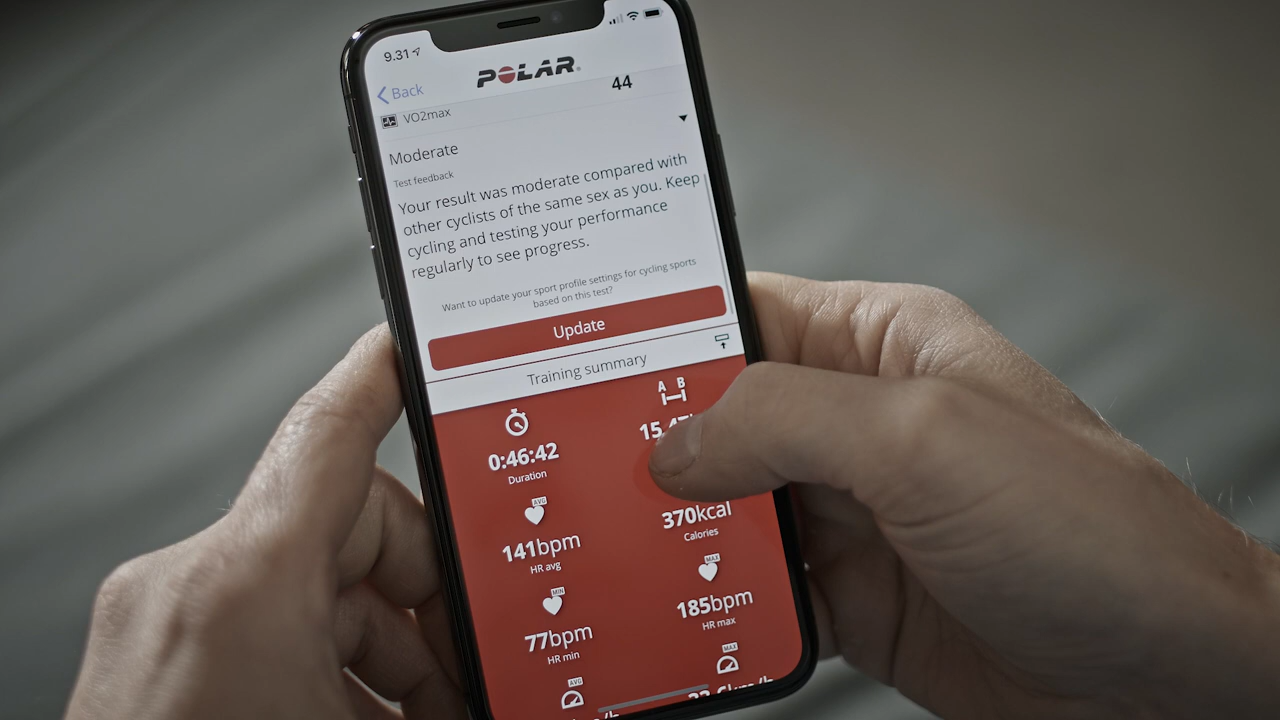 9.31
POLAR
Back
VO2max
44
Moderate
Test feedback
Your result was moderate compared with
other cyclists of the same sex as you. Keep
cycling and testing your performance
regularly to see progress.
Want to update your sport profile settings for cycling sports
based on this test?
Update
Training summary
A B
0:46:42
Duration
AVG
141bpm
HR avg
370kcal
Calories
MIN
77bpm
HR min
MAX
185bpm
HR max
AVG
MAX